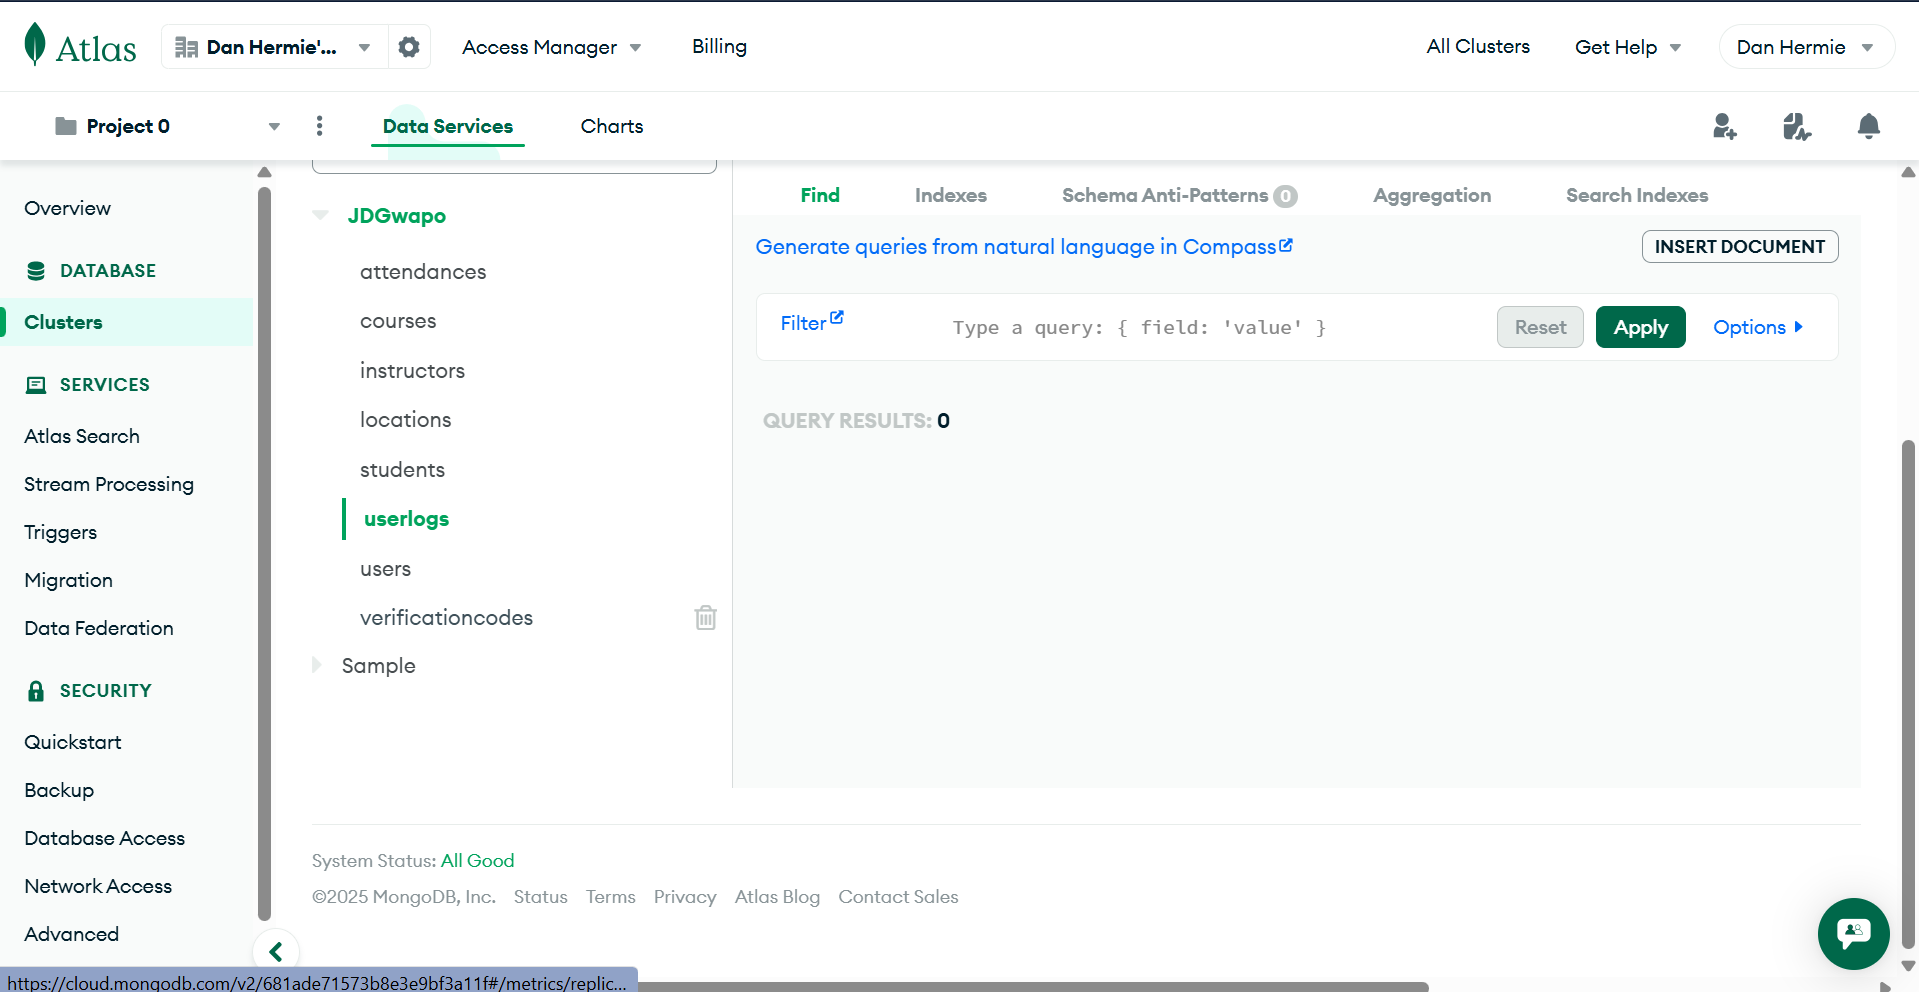 Atlas
Dan Hermie'...
Access Manager
Billing
All Clusters
Get Help
Dan Hermie
Project 0
Data Services
Charts
Overview
DATABASE
Clusters
SERVICES
Atlas Search
Stream Processing
Triggers
Migration
Data Federation
SECURITY
Quickstart
Backup
Database Access
Network Access
Advanced
JDGwapo
attendances
courses
instructors
locations
students
userlogs
users
verificationcodes
Sample
Find
Indexes
Schema Anti-Patterns 0
Aggregation
Search Indexes
Generate queries from natural language in Compass
INSERT DOCUMENT
Filter
Type a query: { field: 'value' }
Reset
Apply
Options
QUERY RESULTS: 0
System Status: All Good
©2025 MongoDB, Inc.
Status
Terms
Privacy
Atlas Blog
Contact Sales
https://cloud.mongodb.com/v2/681ade71573b8e3e9bf3a11f#/metrics/replic...